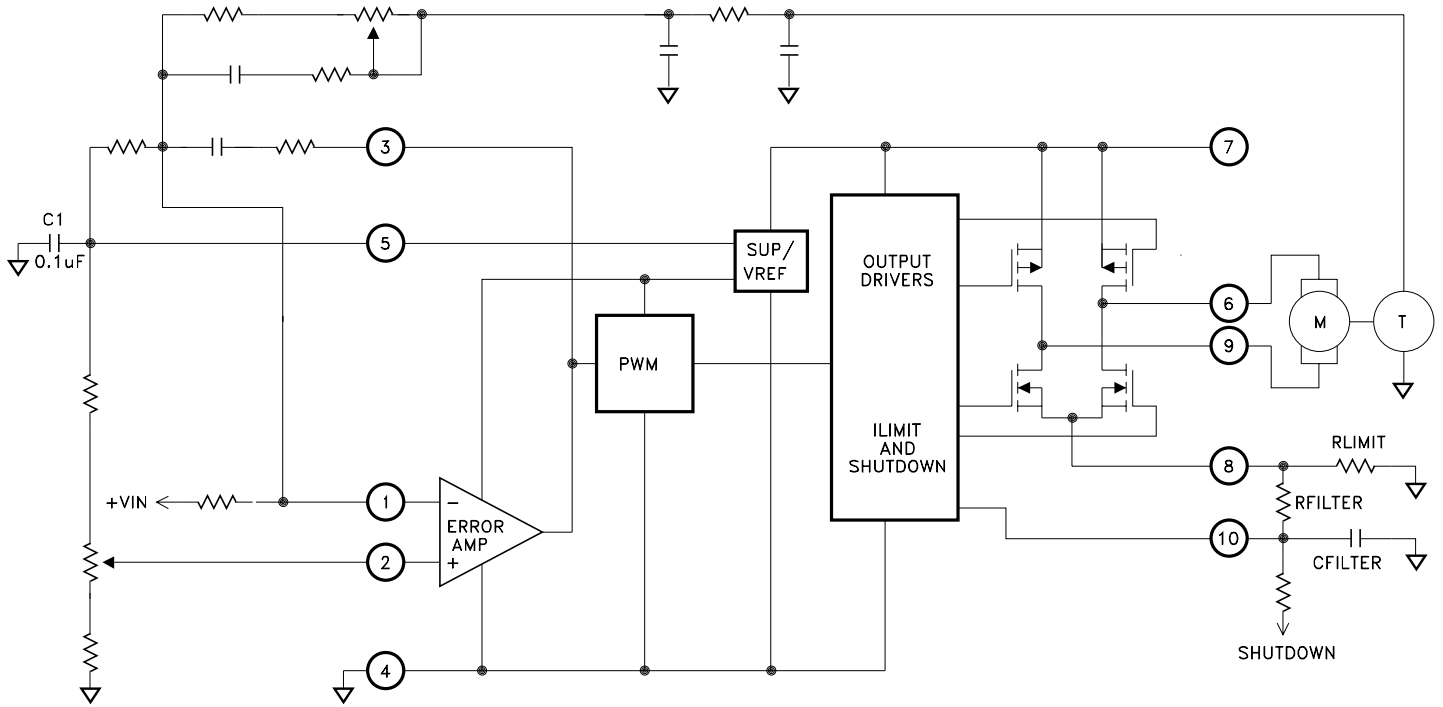 3
7
C1
0.1uF
5
SUP/
VREF
OUTPUT
DRIVERS
6
M
T
9
PWM
ILIMIT
AND
SHUTDOWN
RLIMIT
8
+VIN
1
−
ERROR
AMP
+
2
RFILTER
10
CFILTER
SHUTDOWN
4